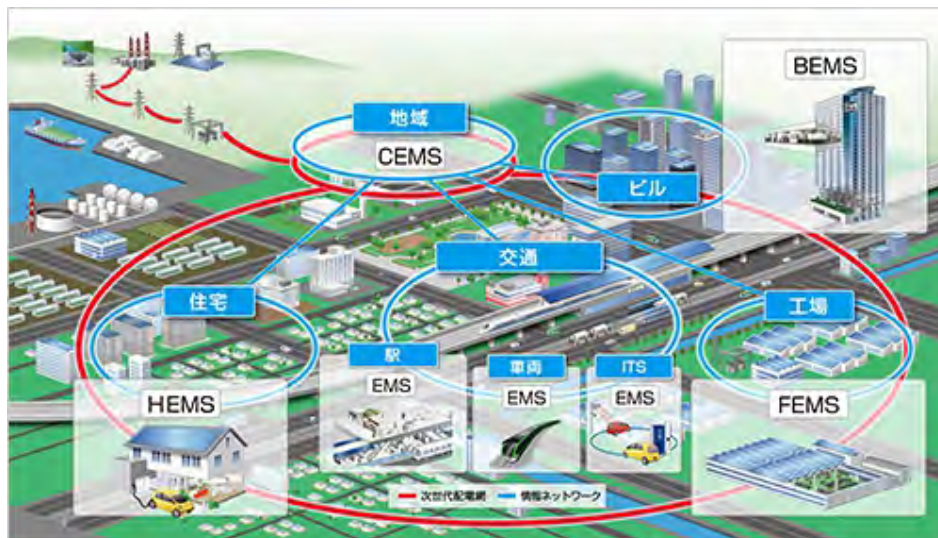 BEMS
地域
CEMS
ビル
交通
住宅
工場
駅
EMS
車両
EMS
ITS
EMS
HEMS
FEMS
次世代配電網
情報ネットワーク